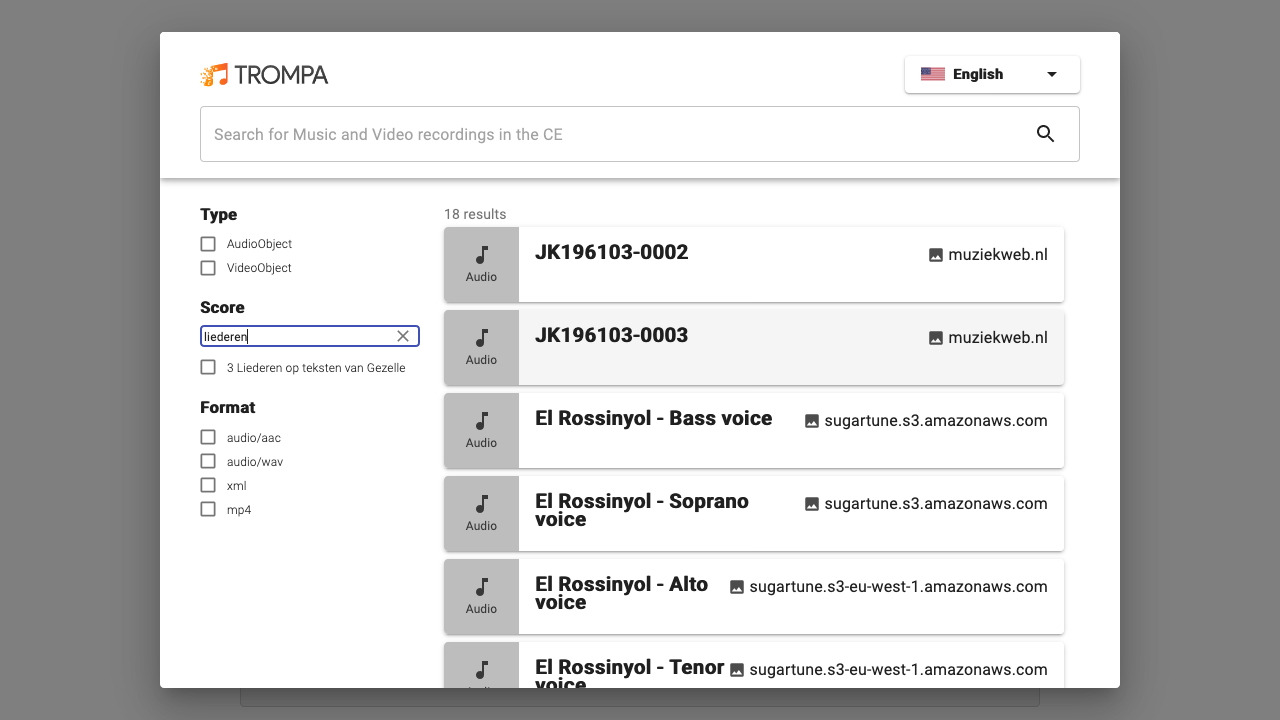 TROMPA
English
Search for Music and Video recordings in the CE
Type
AudioObject
VideoObject
Score
liederen
3 Liederen op teksten van Gezelle
Format
audio/aac
audio/wav
xml
mp4
18 results
Audio
JK196103-0002
muziekweb.nl
Audio
JK196103-0003
muziekweb.nl
Audio
El Rossinyol - Bass voice
sugartune.s3.amazonaws.com
Audio
El Rossinyol - Soprano
voice
sugartune.s3.amazonaws.com
Audio
El Rossinyol - Alto
voice
sugartune.s3-eu-west-1.amazonaws.com
El Rossinyol - Tenor
voice
sugartune.s3-eu-west-1.amazonaws.com